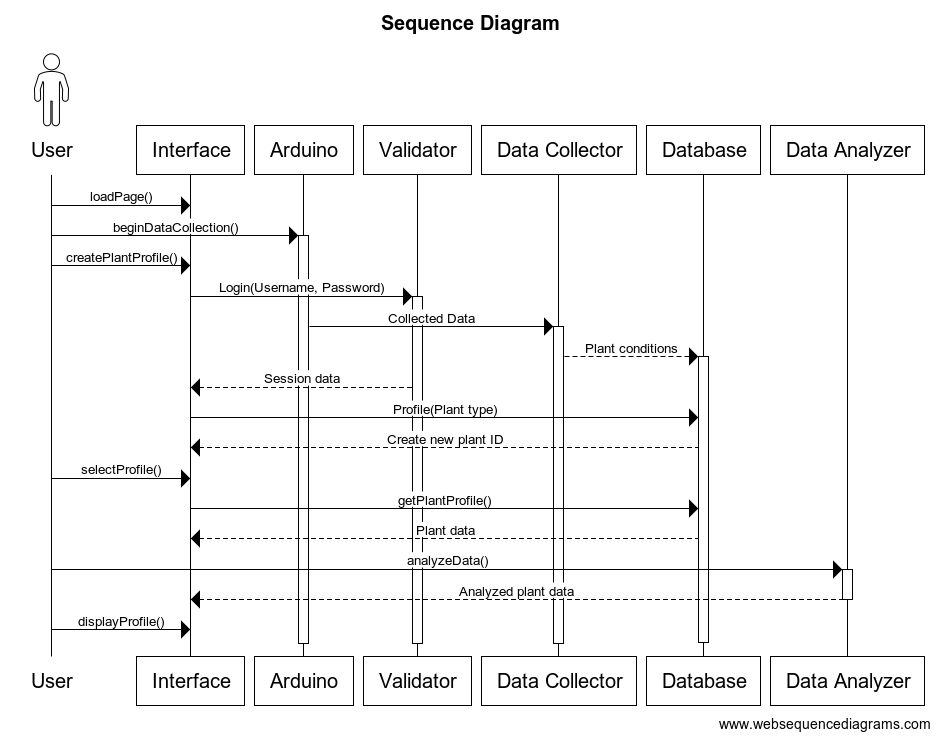 Sequence Diagram
User
Interface
Arduino
Validator
Data Collector
Database
Data Analyzer
loadPage()
beginDataCollection()
createPlantProfile()
Login(Username, Password)
Collected Data
Plant conditions
Session data
Profile(Plant type)
Create new plant ID
selectProfile()
getPlantProfile()
Plant data
analyzeData()
Analyzed plant data
displayProfile()
User
Interface
Arduino
Validator
Data Collector
Database
Data Analyzer
www.websequencediagrams.com